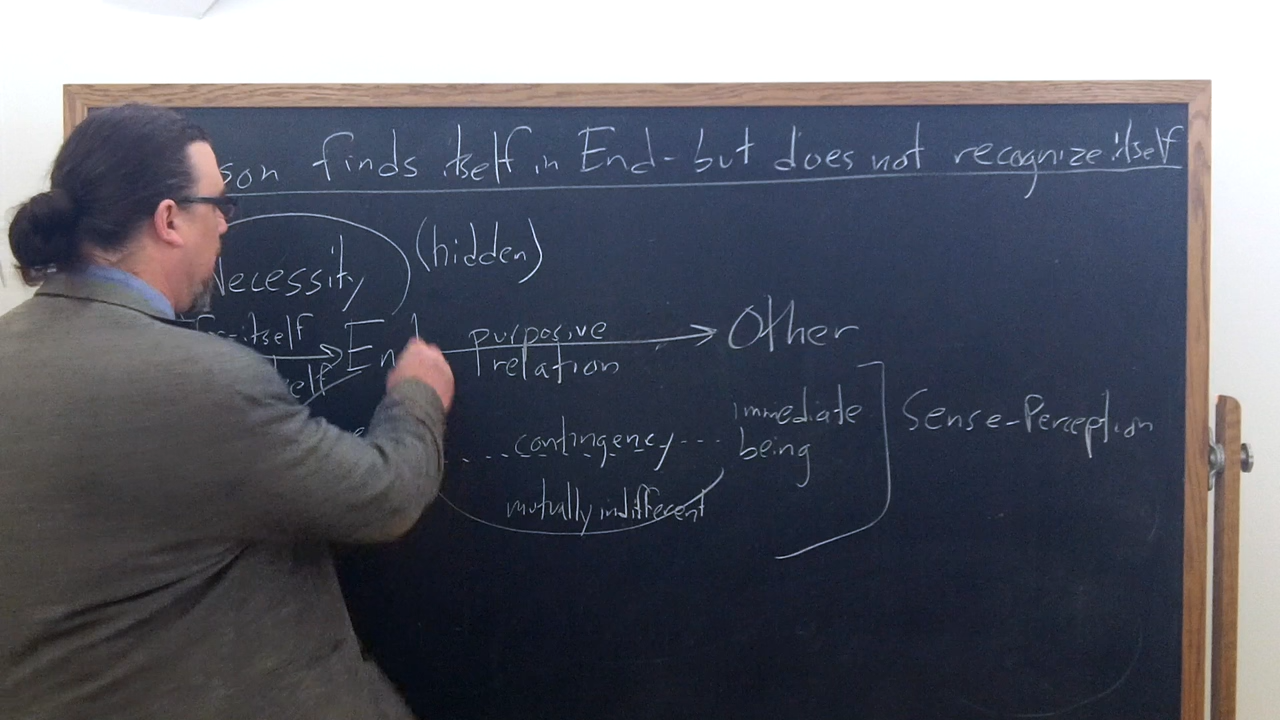 son finds itself in End - but does not recognize itself
(hidden)
Necessity
-itself End purposive relation Other
contingency
immediate
being
mutually indifferent
Sense-Perception